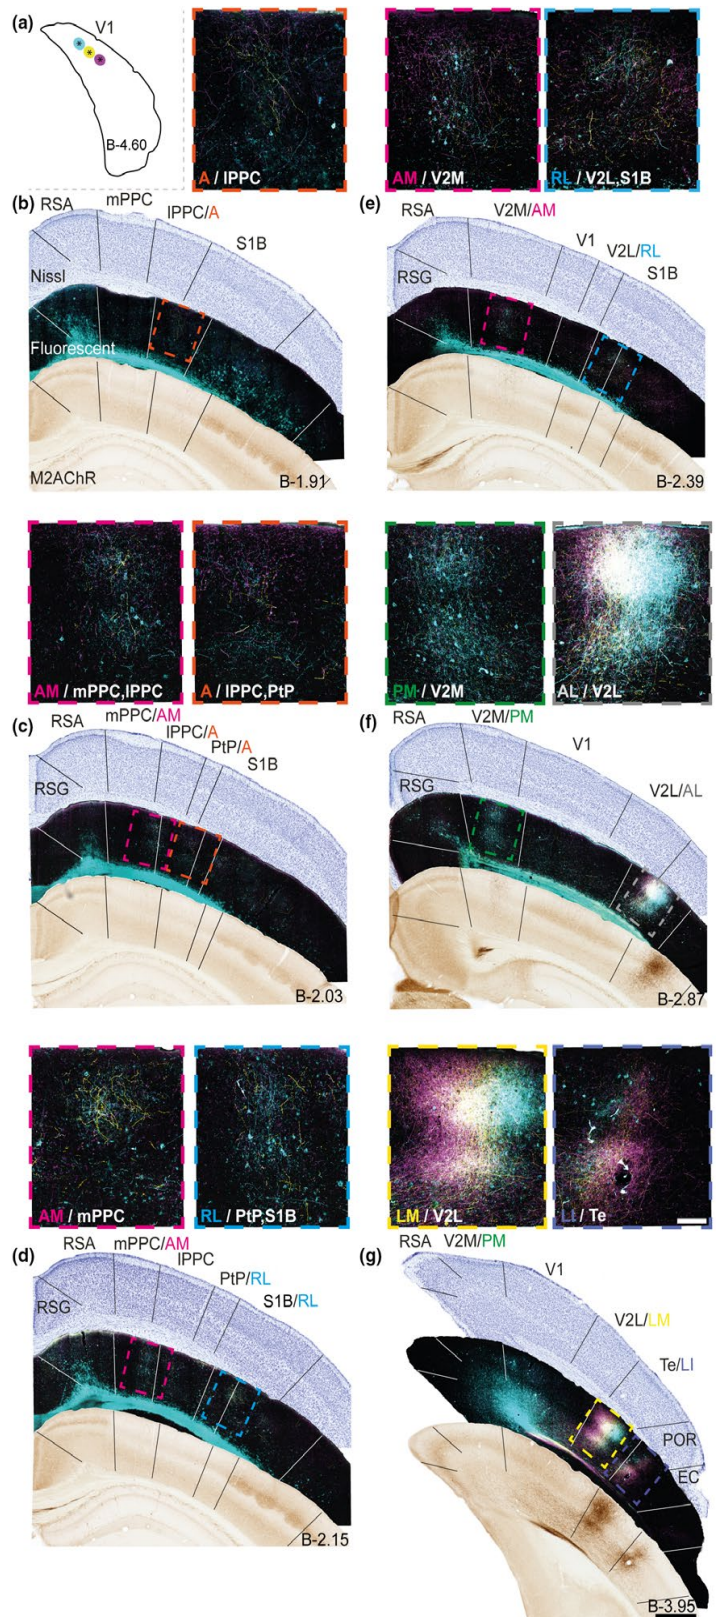 (a)
V1
B-4.60
A / lPPC
AM / V2M
RL / V2L,S1B
(b)
RSA
mPPC
lPPC/A
S1B
Nissl
Fluorescent
M2AChR
B-1.91
(e)
RSA
V2M/AM
V1
V2L/RL
S1B
RSG
B-2.39
AM / mPPC,lPPC
A / lPPC,PtP
PM / V2M
AL / V2L
(c)
RSA
mPPC/AM
lPPC/A
PtP/A
S1B
RSG
B-2.03
(f)
RSA
V2M/PM
V1
V2L/AL
RSG
B-2.87
AM / mPPC
RL / PtP,S1B
LM / V2L
LI / Te
(d)
RSA
mPPC/AM
lPPC
PtP/RL
S1B/RL
RSG
B-2.15
(g)
RSA
V2M/PM
V1
V2L/LM
Te/LI
POR
EC
B-3.95